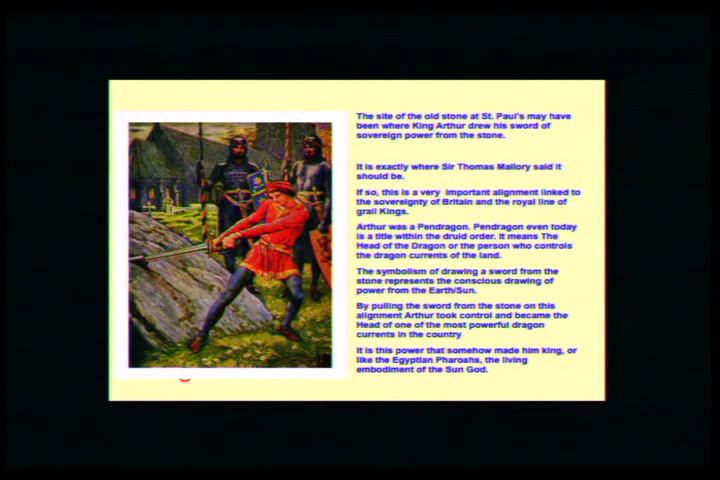 The site of the old stone at St. Paul's may have
been where King Arthur drew his sword of
sovereign power from the stone.
It is exactly where Sir Thomas Mallory said it
should be.
If so, this is a very important alignment linked to
the sovereignty of Britain and the royal line of
grail Kings.
Arthur was a Pendragon. Pendragon even today
is a title within the druid order. It means The
Head of the Dragon or the person who controls
the dragon currents of the land.
The symbolism of drawing a sword from the
stone represents the conscious drawing of
power from the Earth/Sun.
By pulling the sword from the stone on this
alignment Arthur took control and became the
Head of one of the most powerful dragon
currents in the country
It is this power that somehow made him king, or
like the Egyptian Pharoahs, the living
embodiment of the Sun God.